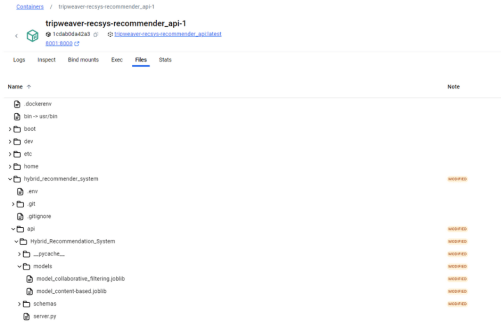 Containers / tripweaver-recsys-recommender_api-1
tripweaver-recsys-recommender_api-1
1cdab0da42a3 tripweaver-recsys-recommender_api:latest
8001:8000
Logs Inspect Bind mounts Exec Files Stats
Name ↑ Note
.dockerenv
bin -> usr/bin
boot
dev
etc
home
hybrid_recommender_system MODIFIED
.env
.git
.gitignore
api MODIFIED
Hybrid_Recommendation_System MODIFIED
__pycache__ MODIFIED
models MODIFIED
model_collaborative_filtering.joblib MODIFIED
model_content-based.joblib MODIFIED
schemas MODIFIED
server.py